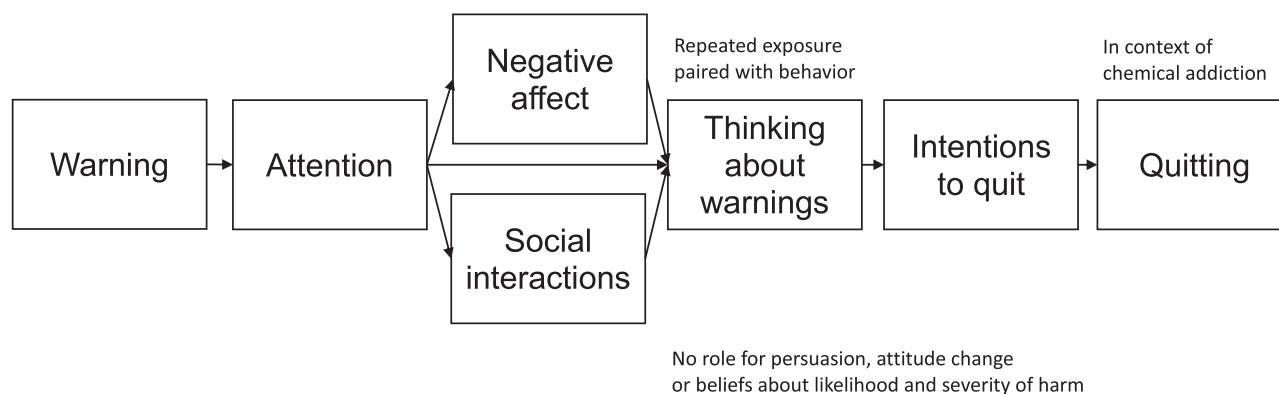 Warning
Attention
Negative
affect
Social
interactions
Repeated exposure
paired with behavior
Thinking
about
warnings
Intentions
to quit
In context of
chemical addiction
Quitting
No role for persuasion, attitude change
or beliefs about likelihood and severity of harm